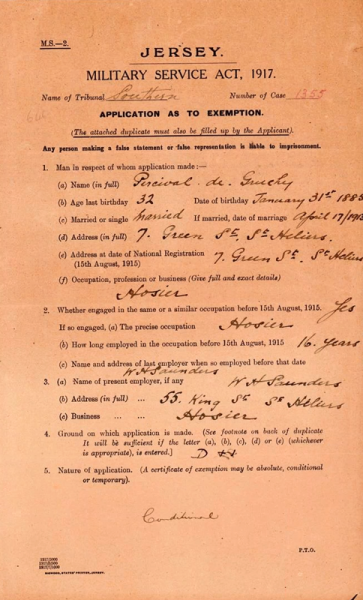 M.S.—2.
JERSEY.
MILITARY SERVICE ACT, 1917.
Name of Tribunal Southern Number of Case 1355
APPLICATION AS TO EXEMPTION.
(The attached duplicate must also be filled up by the Applicant).
Any person making a false statement or false representation is liable to imprisonment.
1. Man in respect of whom application made :—
(a) Name (in full) Percival de Gruchy
(b) Age last birthday 32 Date of birthday January 31st 1885
(c) Married or single married If married, date of marriage April 17/1913
(d) Address (in full) 7. Green St. St Heliers.
(e) Address at date of National Registration 7. Green St. St Heliers
(15th August, 1915)
(f) Occupation, profession or business (Give full and exact details)
Hosier
2. Whether engaged in the same or a similar occupation before 15th August, 1915. Yes
If so engaged, (a) The precise occupation Hosier
(b) How long employed in the occupation before 15th August, 1915 16. Years
(c) Name and address of last employer when so employed before that date
W H Saunders
3. (a) Name of present employer, if any W H Saunders
(b) Address (in full) ... 55. King St St Heliers
(c) Business ... ... Hosier
4. Ground on which application is made. (See footnote on back of duplicate
It will be sufficient if the letter (a), (b), (c), (d) or (e) (whichever
is appropriate), is entered.) D
5. Nature of application. (A certificate of exemption may be absolute, conditional
or temporary).
Conditional
P.T.O.